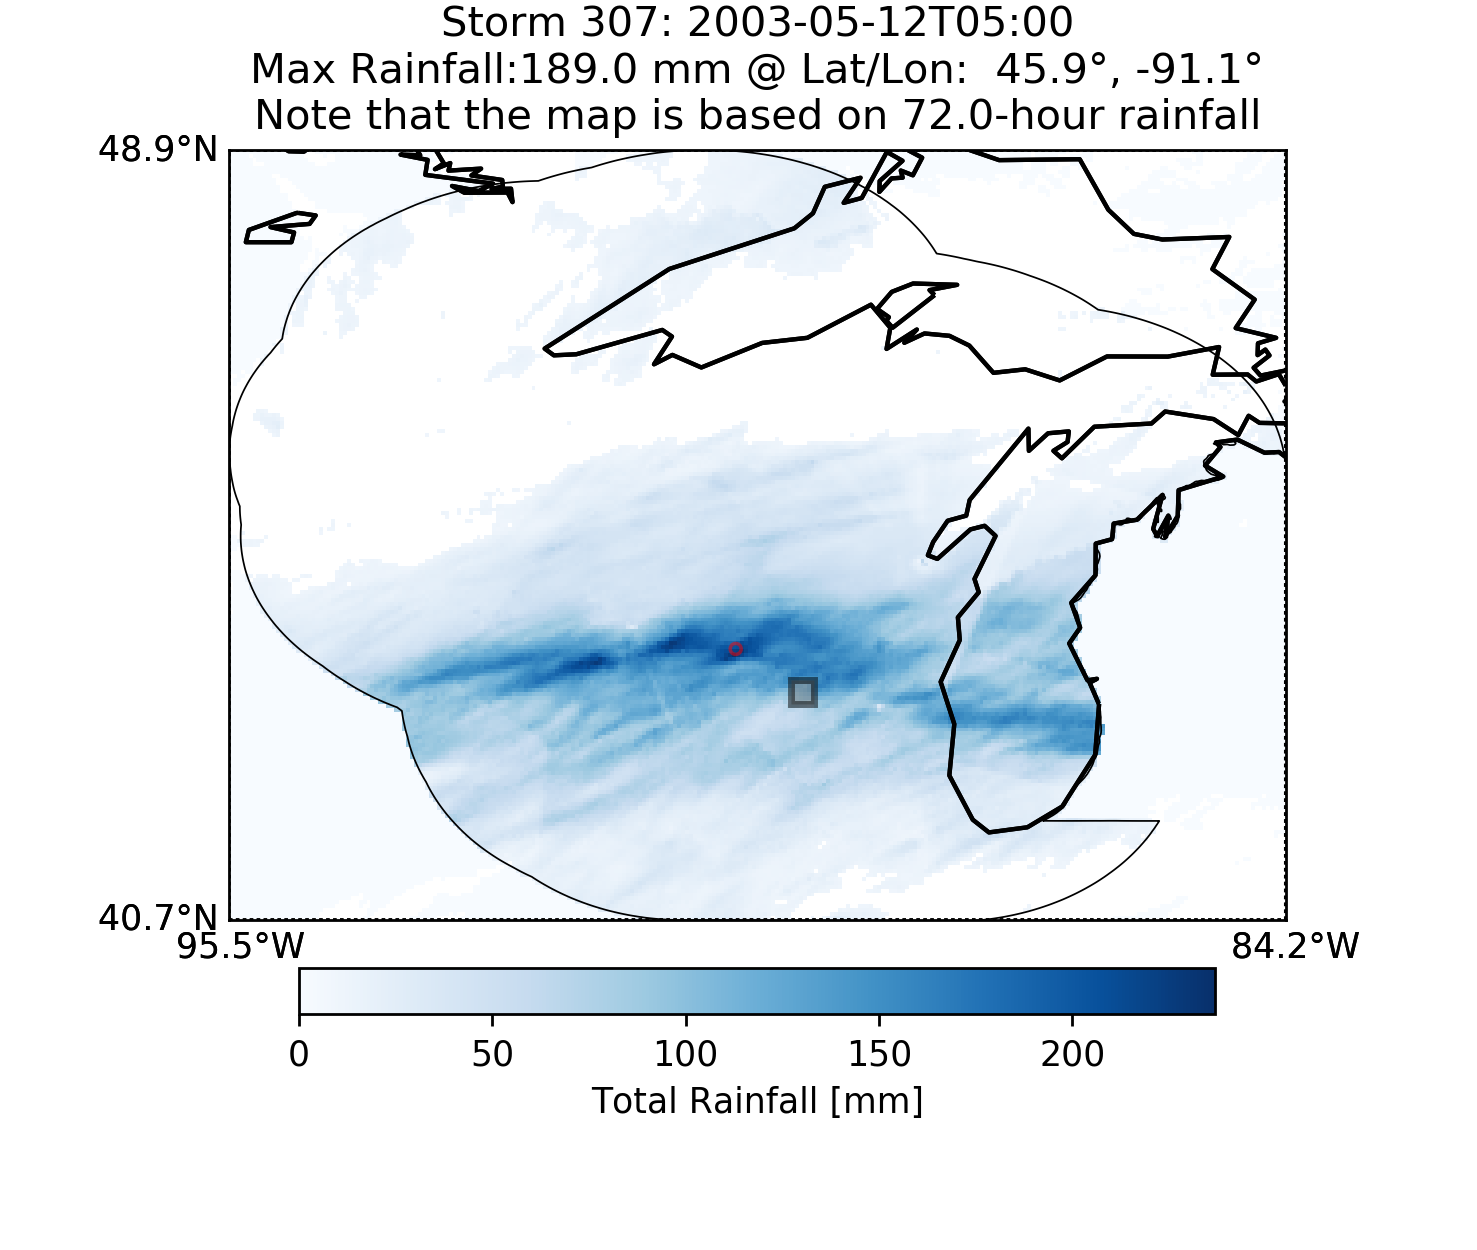 Storm 307: 2003-05-12T05:00
Max Rainfall:189.0 mm @ Lat/Lon:  45.9°, -91.1°
Note that the map is based on 72.0-hour rainfall
48.9°N
40.7°N
95.5°W 84.2°W
0 50 100 150 200
Total Rainfall [mm]